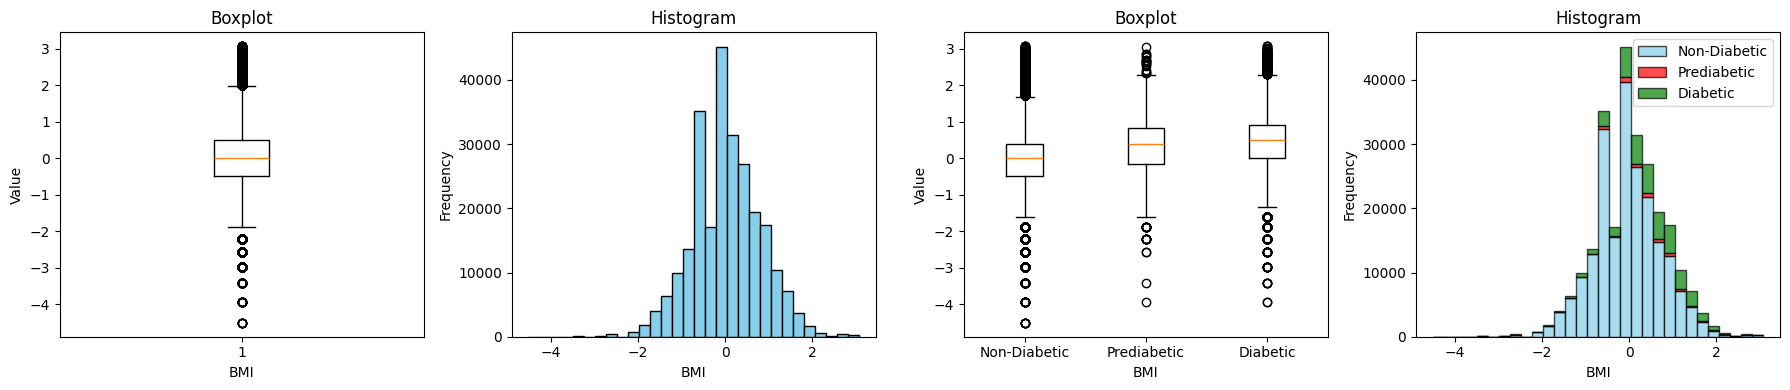 Boxplot
Value
3
2
1
0
−1
−2
−3
−4
1
BMI
Histogram
Frequency
40000
30000
20000
10000
0
−4
−2
0
2
BMI
Boxplot
Value
3
2
1
0
−1
−2
−3
−4
Non-Diabetic
Prediabetic
Diabetic
BMI
Histogram
Frequency
40000
30000
20000
10000
0
−4
−2
0
2
BMI
Non-Diabetic
Prediabetic
Diabetic